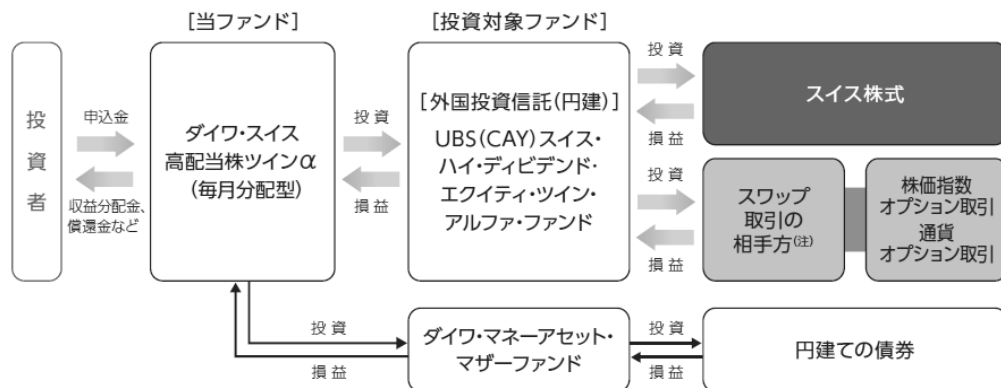 [当ファンド]
[投資対象ファンド]
投資者
申込金
収益分配金、
償還金など
ダイワ・スイス
高配当株ツインα
(毎月分配型)
投 資
損 益
[外国投資信託(円建)]
UBS(CAY)スイス・
ハイ・ディビデンド・
エクイティ・ツイン・
アルファ・ファンド
投 資
損 益
スイス株式
投 資
損 益
スワップ
取引の
相手方(注)
株価指数
オプション取引
通貨
オプション取引
投 資
損 益
ダイワ・マネーアセット・
マザーファンド
投 資
損 益
円建ての債券